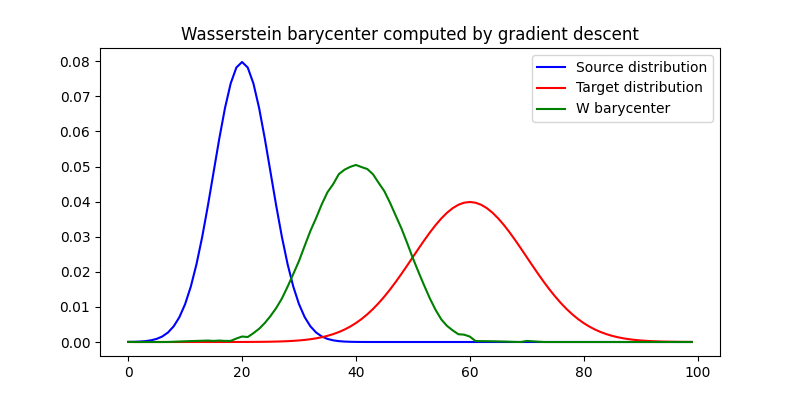 Wasserstein barycenter computed by gradient descent
Source distribution
Target distribution
W barycenter
0.08
0.07
0.06
0.05
0.04
0.03
0.02
0.01
0.00
0 20 40 60 80 100